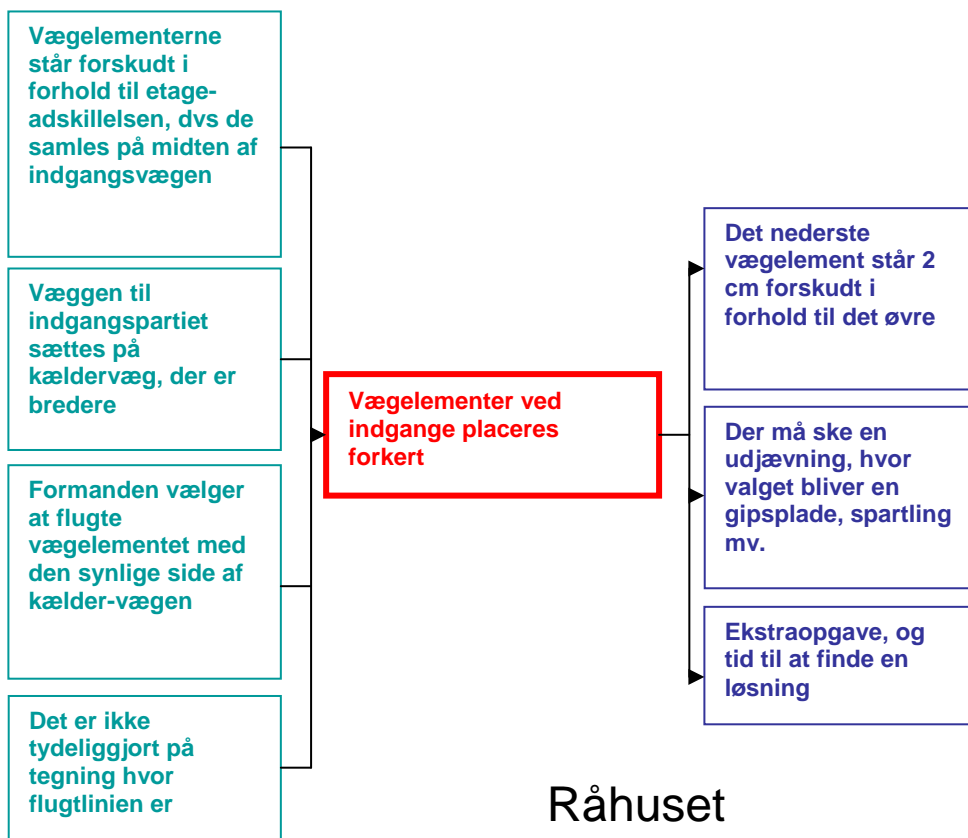 Vægelementerne
står forskudt i
forhold til etage-
adskillelsen, dvs de
samles på midten af
indgangsvægen
Væggen til
indgangspartiet
sættes på
kældervæg, der er
bredere
Formanden vælger
at flugte
vægelementet med
den synlige side af
kælder-vægen
Det er ikke
tydeliggjort på
tegning hvor
flugtlinien er
Vægelementer ved
indgange placeres
forkert
Det nederste
vægelement står 2
cm forskudt i
forhold til det øvre
Der må ske en
udjævning, hvor
valget bliver en
gipsplade, spartling
mv.
Ekstraopgave, og
tid til at finde en
løsning
Råhuset